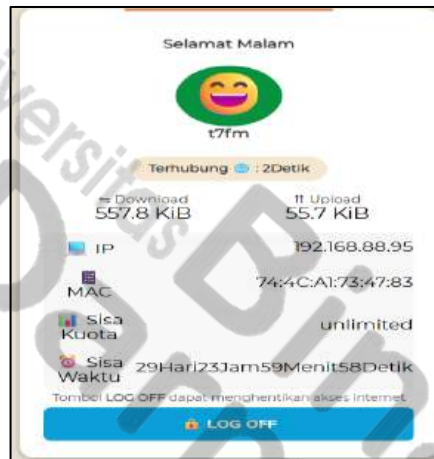 Selamat Malam
t7fm
Terhubung : 2Detik
Download
557.8 KiB
Upload
55.7 KiB
IP 192.168.88.95
MAC 74:4C:A1:73:47:83
Sisa Kuota unlimited
Sisa Waktu 29Hari23Jam59Menit58Detik
Tombol LOG OFF dapat menghentikan akses internet
LOG OFF